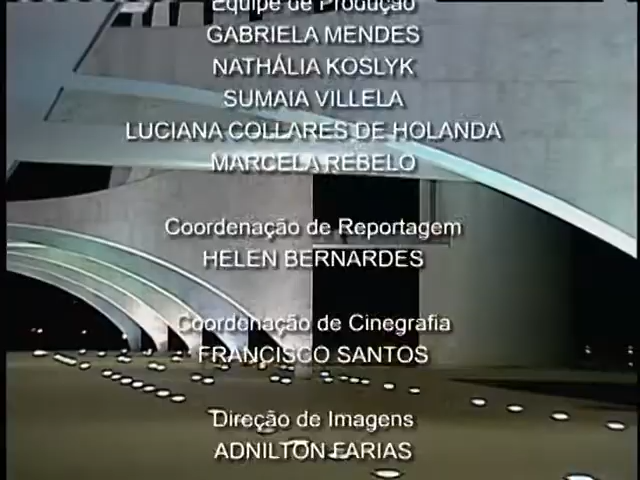 Equipe de Produção
GABRIELA MENDES
NATHÁLIA KOSLYK
SUMAIA VILLELA
LUCIANA COLLARES DE HOLANDA
MARCELA REBELO
Coordenação de Reportagem
HELEN BERNARDES
Coordenação de Cinegrafia
FRANCISCO SANTOS
Direção de Imagens
ADNILTON FARIAS